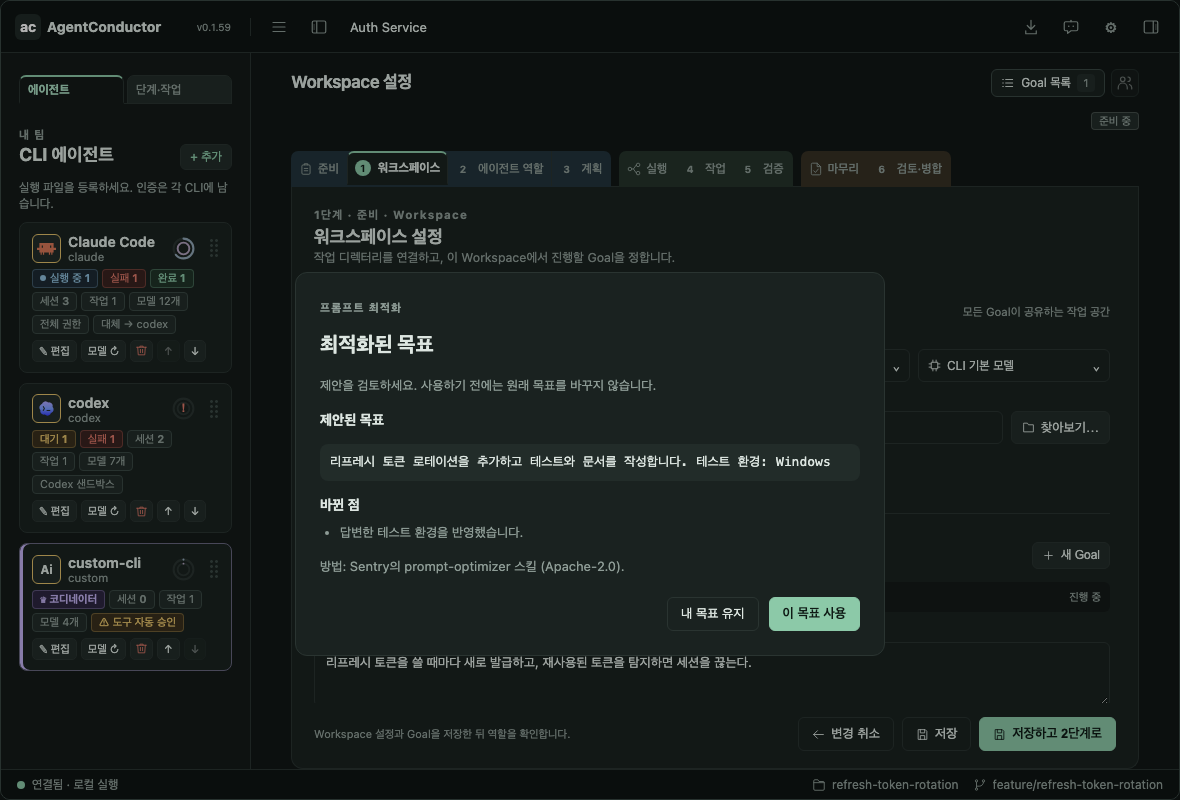 ac AgentConductor v0.1.59 Auth Service
에이전트 단계·작업
내 팀
CLI 에이전트 + 추가
실행 파일을 등록하세요. 인증은 각 CLI에 남
습니다.
Claude Code
claude
실행 중 1 실패 1 완료 1
세션 3 작업 1 모델 12개
전체 권한 대체 → codex
✎ 편집 모델 ↻ ↑ ↓
codex
codex
대기 1 실패 1 세션 2
작업 1 모델 7개
Codex 샌드박스
✎ 편집 모델 ↻ ↑ ↓
Ai custom-cli
custom
♛ 코디네이터 세션 0 작업 1
모델 4개 ⚠ 도구 자동 승인
✎ 편집 모델 ↻ ↑ ↓
Workspace 설정
Goal 목록 1
준비 중
준비 1 워크스페이스 2 에이전트 역할 3 계획 실행 4 작업 5 검증 마무리 6 검토·병합
1단계 · 준비 · Workspace
워크스페이스 설정
작업 디렉터리를 연결하고, 이 Workspace에서 진행할 Goal을 정합니다.
모든 Goal이 공유하는 작업 공간
CLI 기본 모델
찾아보기...
+ 새 Goal
진행 중
프롬프트 최적화
최적화된 목표
제안을 검토하세요. 사용하기 전에는 원래 목표를 바꾸지 않습니다.
제안된 목표
리프레시 토큰 로테이션을 추가하고 테스트와 문서를 작성합니다. 테스트 환경: Windows
바뀐 점
• 답변한 테스트 환경을 반영했습니다.
방법: Sentry의 prompt-optimizer 스킬 (Apache-2.0).
내 목표 유지 이 목표 사용
리프레시 토큰을 쓸 때마다 새로 발급하고, 재사용된 토큰을 탐지하면 세션을 끊는다.
Workspace 설정과 Goal을 저장한 뒤 역할을 확인합니다.
← 변경 취소 저장 저장하고 2단계로
연결됨 · 로컬 실행
refresh-token-rotation feature/refresh-token-rotation